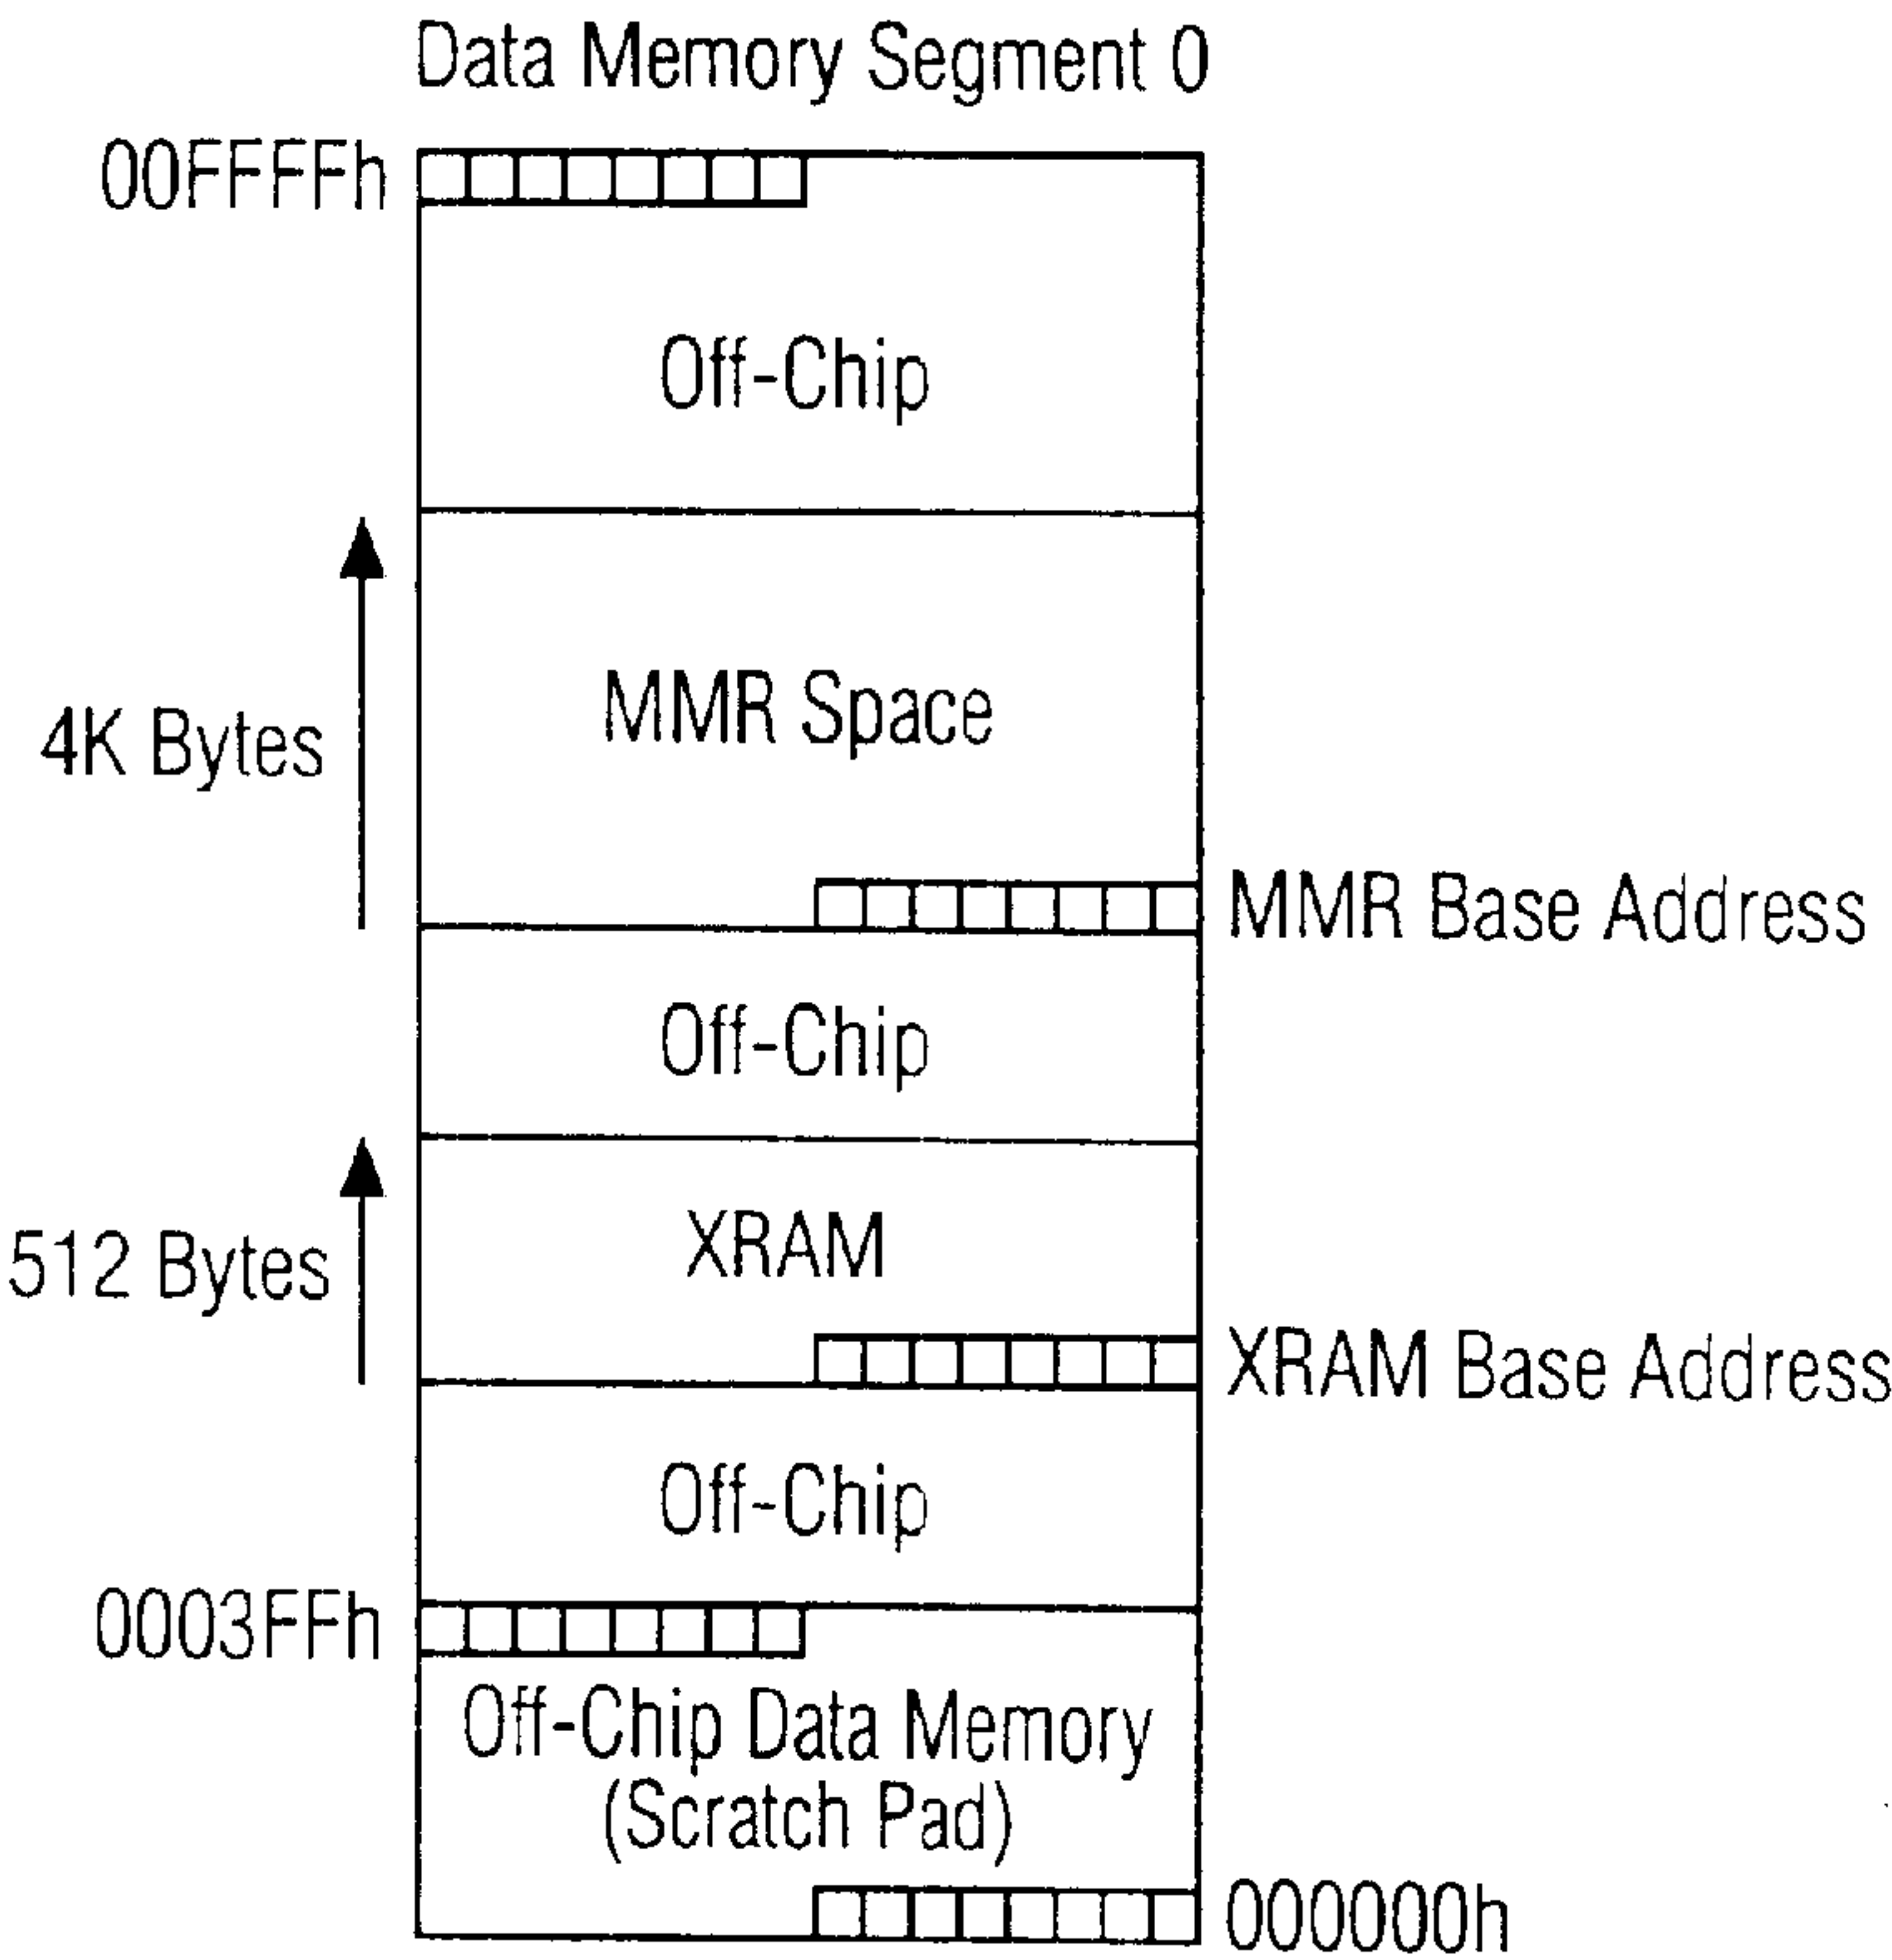 Data Memory Segment 0
00FFFFh
Off-Chip
MMR Space
4K Bytes
MMR Base Address
Off-Chip
XRAM
512 Bytes
XRAM Base Address
Off-Chip
0003FFh
Off-Chip Data Memory
(Scratch Pad)
000000h